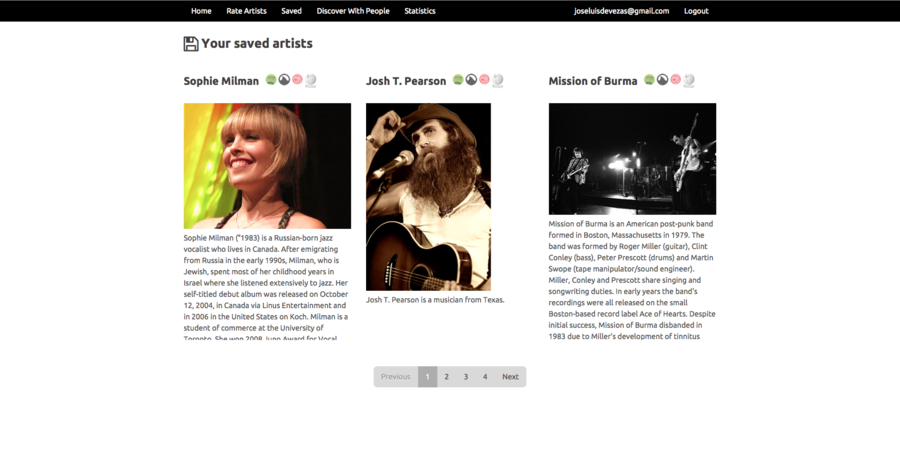 Home Rate Artists Saved Discover With People Statistics joseluisdevezas@gmail.com Logout
Your saved artists
Sophie Milman
Josh T. Pearson
Mission of Burma
Sophie Milman (*1983) is a Russian-born jazz
vocalist who lives in Canada. After emigrating
from Russia in the early 1990s, Milman, who is
Jewish, spent most of her childhood years in
Israel where she listened extensively to jazz. Her
self-titled debut album was released on October
12, 2004, in Canada via Linus Entertainment and
in 2006 in the United States on Koch. Milman is a
student of commerce at the University of
Toronto. She won 2008 Juno Award for Vocal
Josh T. Pearson is a musician from Texas.
Mission of Burma is an American post-punk band
formed in Boston, Massachusetts in 1979. The
band was formed by Roger Miller (guitar), Clint
Conley (bass), Peter Prescott (drums) and Martin
Swope (tape manipulator/sound engineer).
Miller, Conley and Prescott share singing and
songwriting duties. In early years the band's
recordings were all released on the small
Boston-based record label Ace of Hearts. Despite
initial success, Mission of Burma disbanded in
1983 due to Miller's development of tinnitus
Previous 1 2 3 4 Next